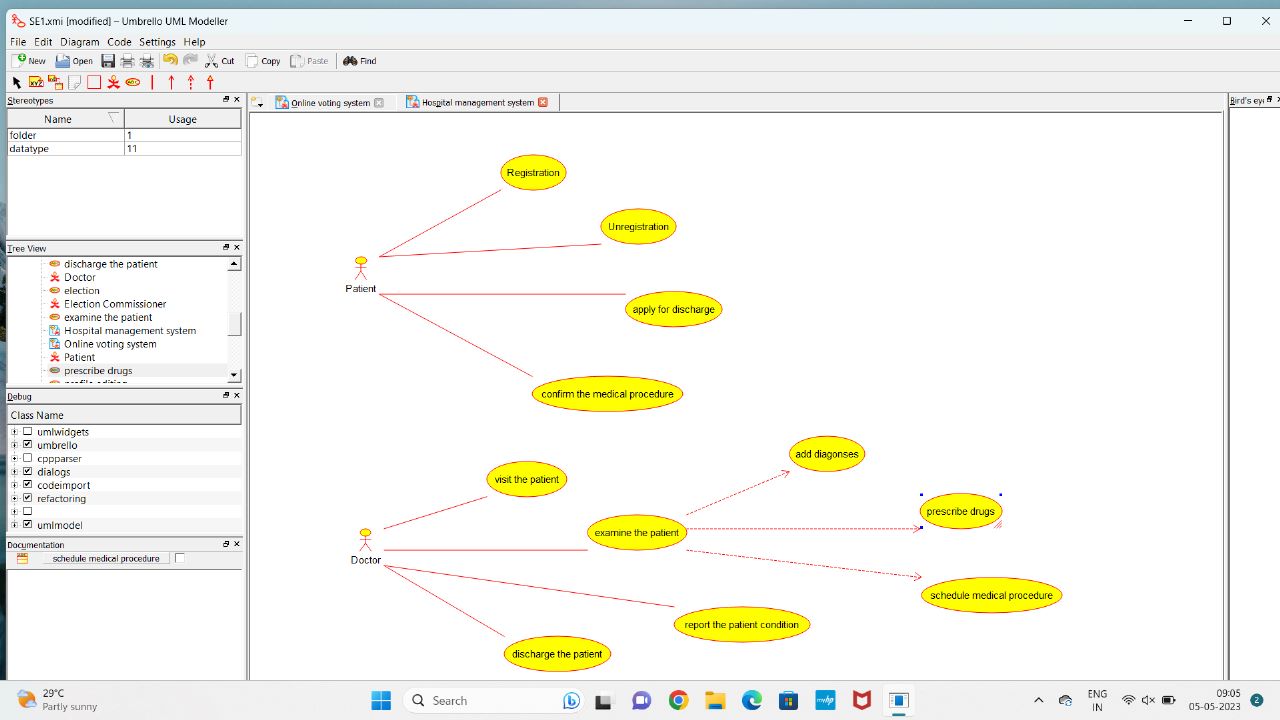 SE1.xmi [modified] – Umbrello UML Modeller
File Edit Diagram Code Settings Help
New Open Cut Copy Paste Find
Stereotypes
Name Usage
folder 1
datatype 11
Tree View
discharge the patient
Doctor
election
Election Commissioner
examine the patient
Hospital management system
Online voting system
Patient
prescribe drugs
profile editing
Debug
Class Name
umlwidgets
umbrello
cppparser
dialogs
codeimport
refactoring
umlmodel
Documentation
schedule medical procedure
Online voting system Hospital management system
Bird's eye
Registration
Unregistration
Patient
apply for discharge
confirm the medical procedure
add diagonses
visit the patient
prescribe drugs
examine the patient
Doctor
schedule medical procedure
report the patient condition
discharge the patient
29°C
Partly sunny
Search
myhp
ENG
IN
09:05
05-05-2023
2